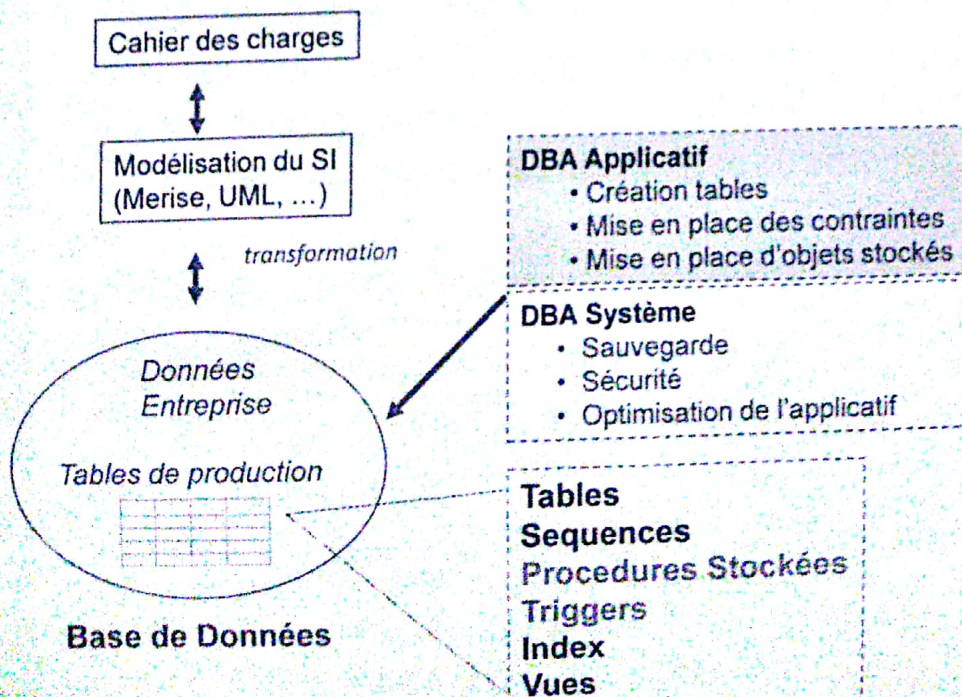 Cahier des charges
Modélisation du SI
(Merise, UML, ...)
transformation
Données
Entreprise
Tables de production
Base de Données
DBA Applicatif
• Création tables
• Mise en place des contraintes
• Mise en place d'objets stockés
DBA Système
• Sauvegarde
• Sécurité
• Optimisation de l'applicatif
Tables
Sequences
Procedures Stockées
Triggers
Index
Vues